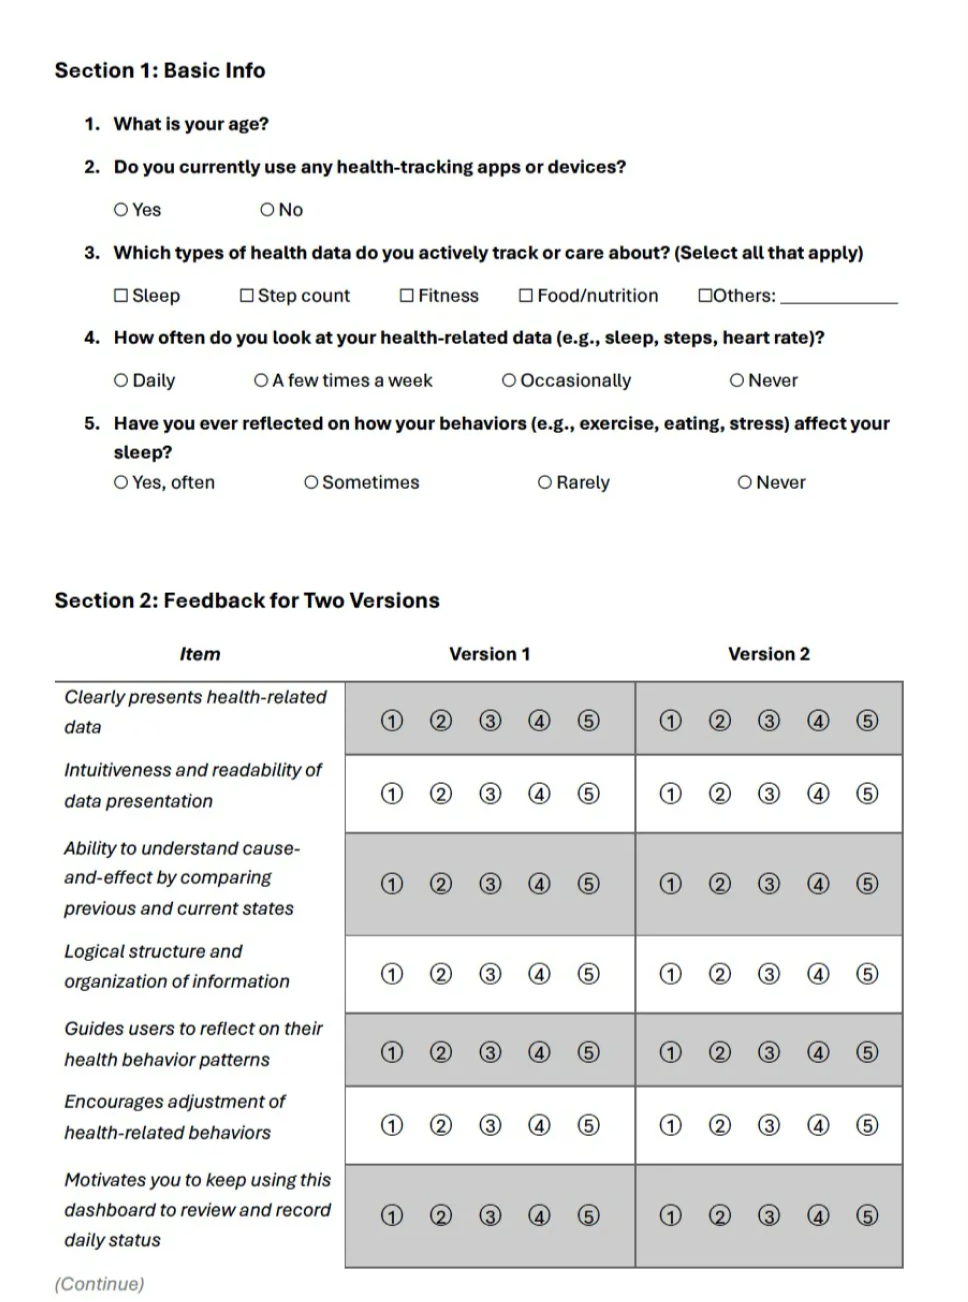 Section 1: Basic Info
1. What is your age?
2. Do you currently use any health-tracking apps or devices?
○ Yes ○ No
3. Which types of health data do you actively track or care about? (Select all that apply)
☐ Sleep ☐ Step count ☐ Fitness ☐ Food/nutrition ☐Others: ____________
4. How often do you look at your health-related data (e.g., sleep, steps, heart rate)?
○ Daily ○ A few times a week ○ Occasionally ○ Never
5. Have you ever reflected on how your behaviors (e.g., exercise, eating, stress) affect your
sleep?
○ Yes, often ○ Sometimes ○ Rarely ○ Never
Section 2: Feedback for Two Versions
Item Version 1 Version 2
Clearly presents health-related
data
① ② ③ ④ ⑤ ① ② ③ ④ ⑤
Intuitiveness and readability of
data presentation
① ② ③ ④ ⑤ ① ② ③ ④ ⑤
Ability to understand cause-
and-effect by comparing
previous and current states
① ② ③ ④ ⑤ ① ② ③ ④ ⑤
Logical structure and
organization of information
① ② ③ ④ ⑤ ① ② ③ ④ ⑤
Guides users to reflect on their
health behavior patterns
① ② ③ ④ ⑤ ① ② ③ ④ ⑤
Encourages adjustment of
health-related behaviors
① ② ③ ④ ⑤ ① ② ③ ④ ⑤
Motivates you to keep using this
dashboard to review and record
daily status
① ② ③ ④ ⑤ ① ② ③ ④ ⑤
(Continue)